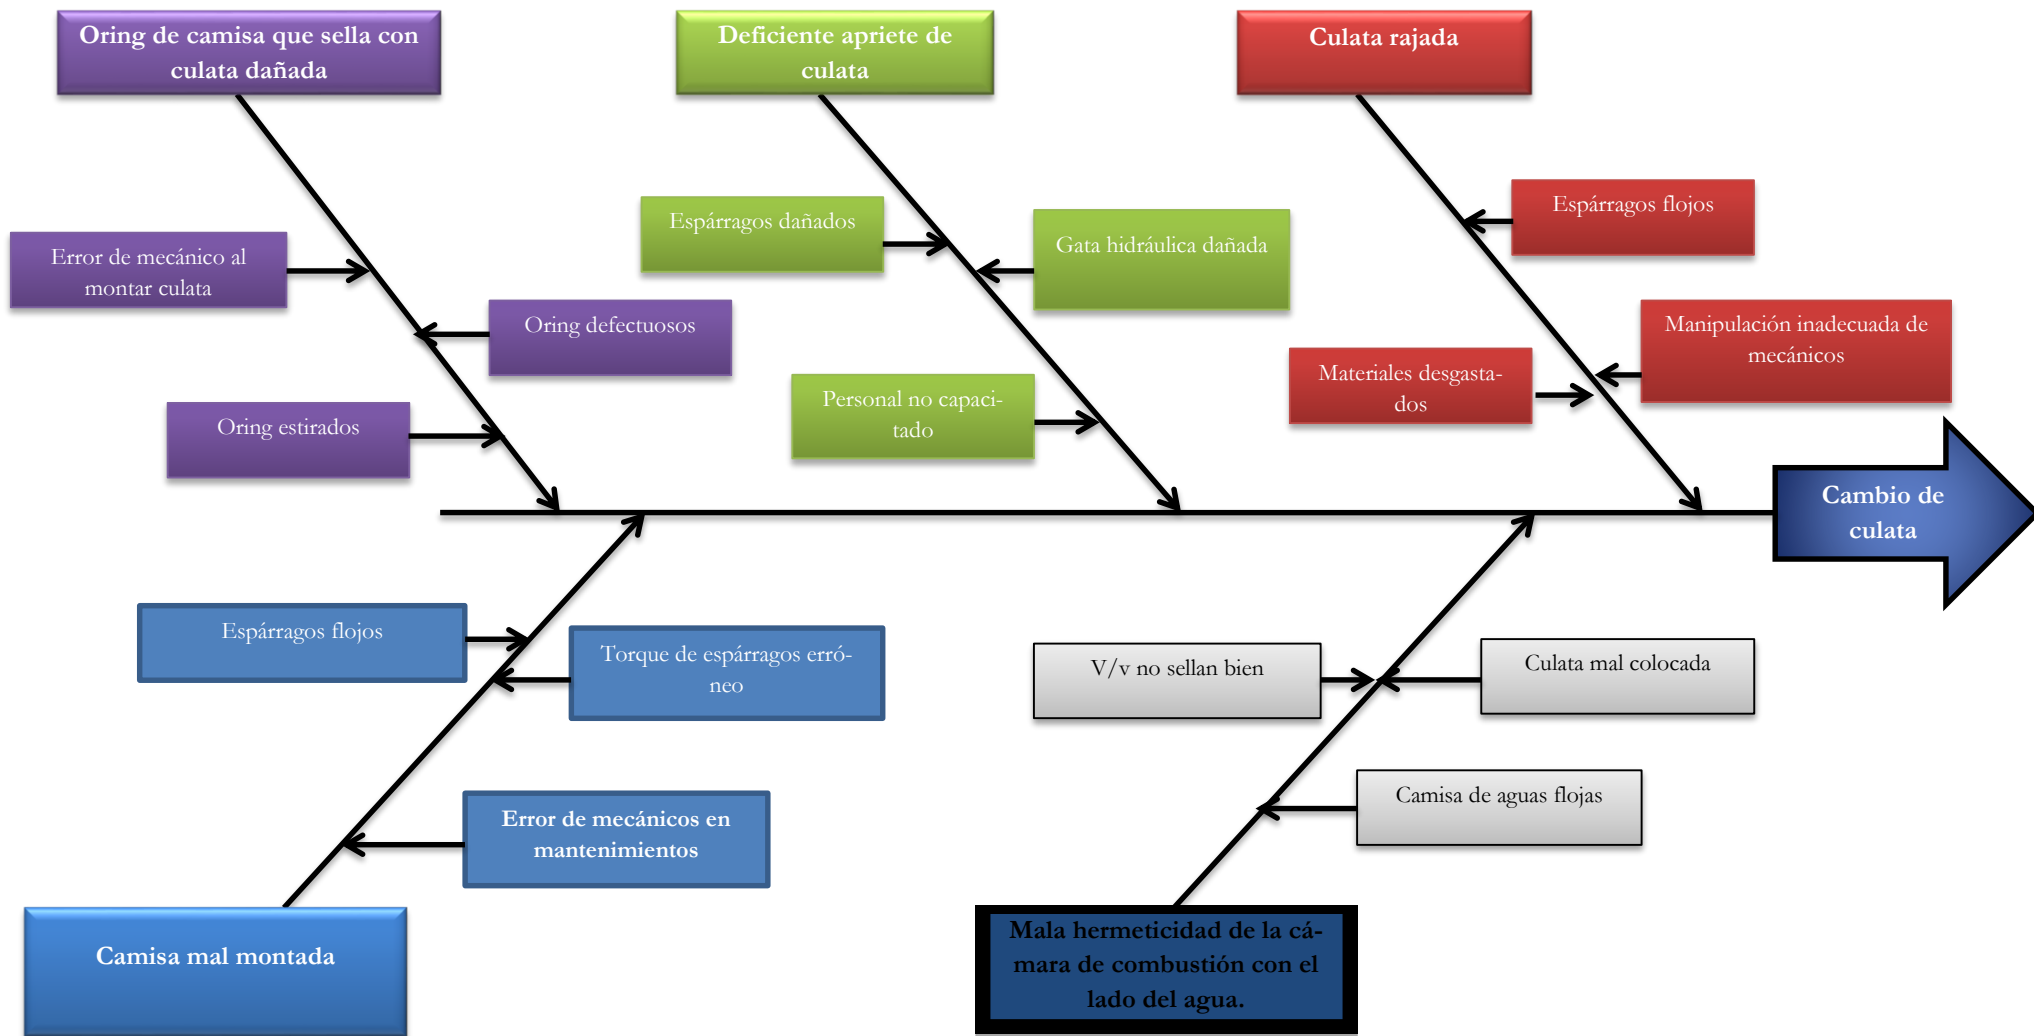 Oring de camisa que sella con
culata dañada
Deficiente apriete de
culata
Culata rajada
Espárragos flojos
Espárragos dañados
Gata hidráulica dañada
Error de mecánico al
montar culata
Oring defectuosos
Manipulación inadecuada de
mecánicos
Materiales desgasta-
dos
Personal no capaci-
tado
Oring estirados
Cambio de
culata
Espárragos flojos
Torque de espárragos erró-
neo
V/v no sellan bien
Culata mal colocada
Camisa de aguas flojas
Error de mecánicos en
mantenimientos
Camisa mal montada
Mala hermeticidad de la cá-
mara de combustión con el
lado del agua.